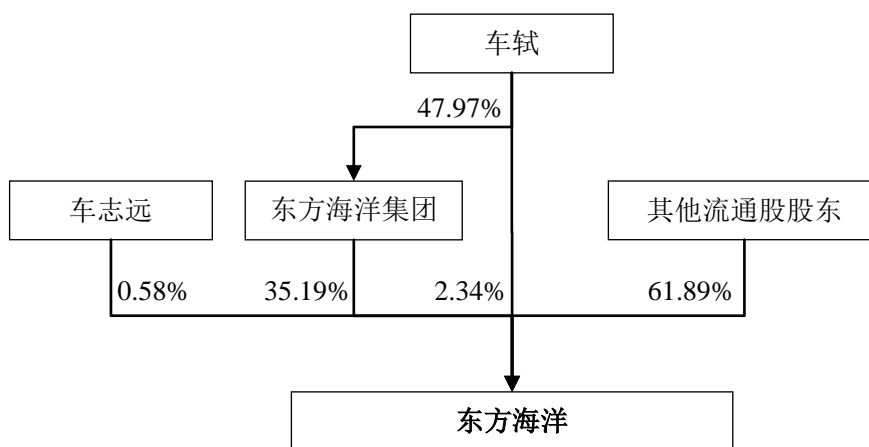 车轼
47.97%
车志远
东方海洋集团
其他流通股股东
0.58%
35.19%
2.34%
61.89%
东方海洋